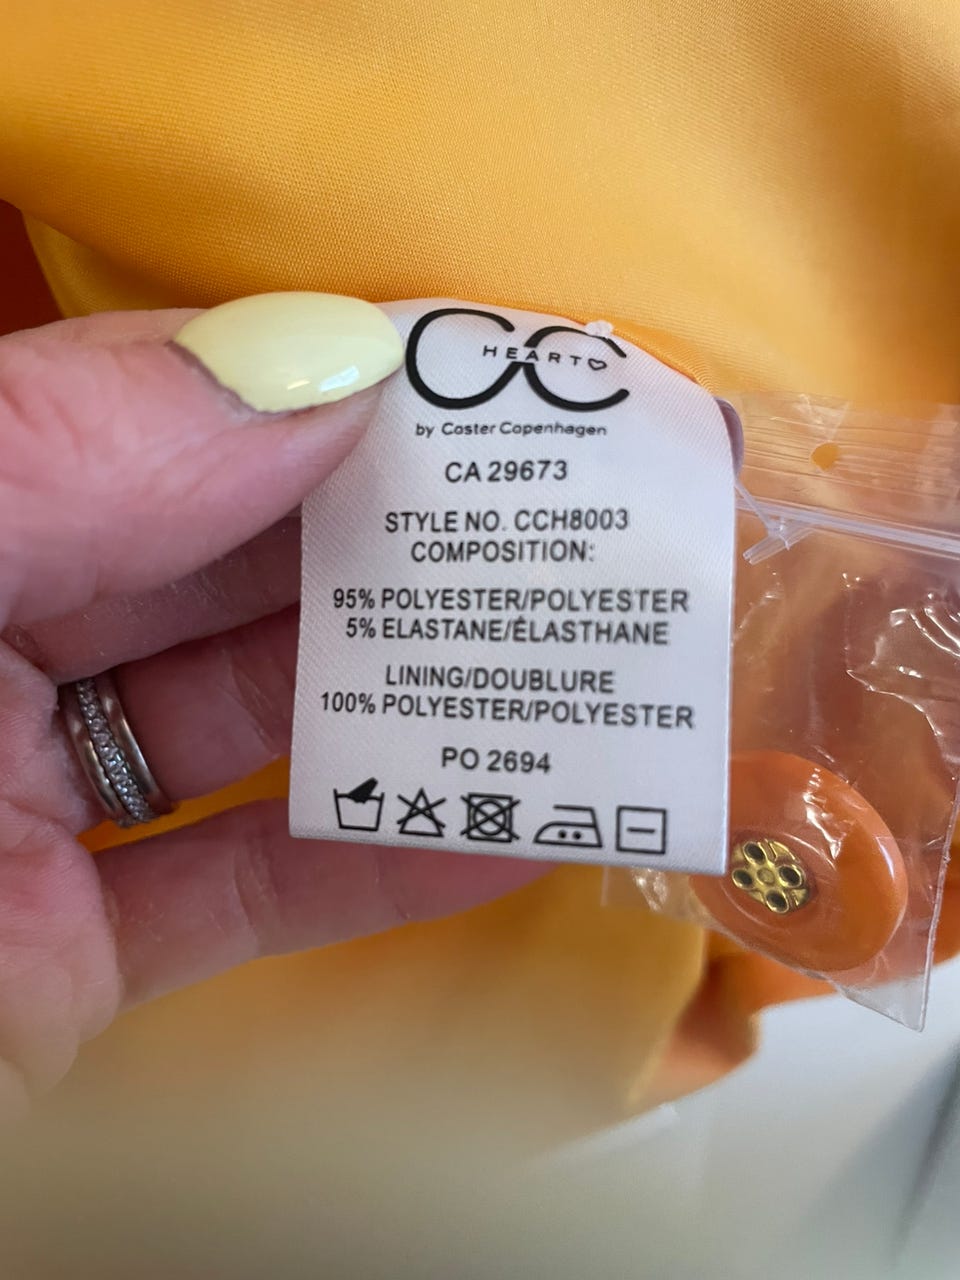 CC
HEART
by Coster Copenhagen
CA 29673
STYLE NO. CCH8003
COMPOSITION:
95% POLYESTER/POLYESTER
5% ELASTANE/ÉLASTHANE
LINING/DOUBLURE
100% POLYESTER/POLYESTER
PO 2694